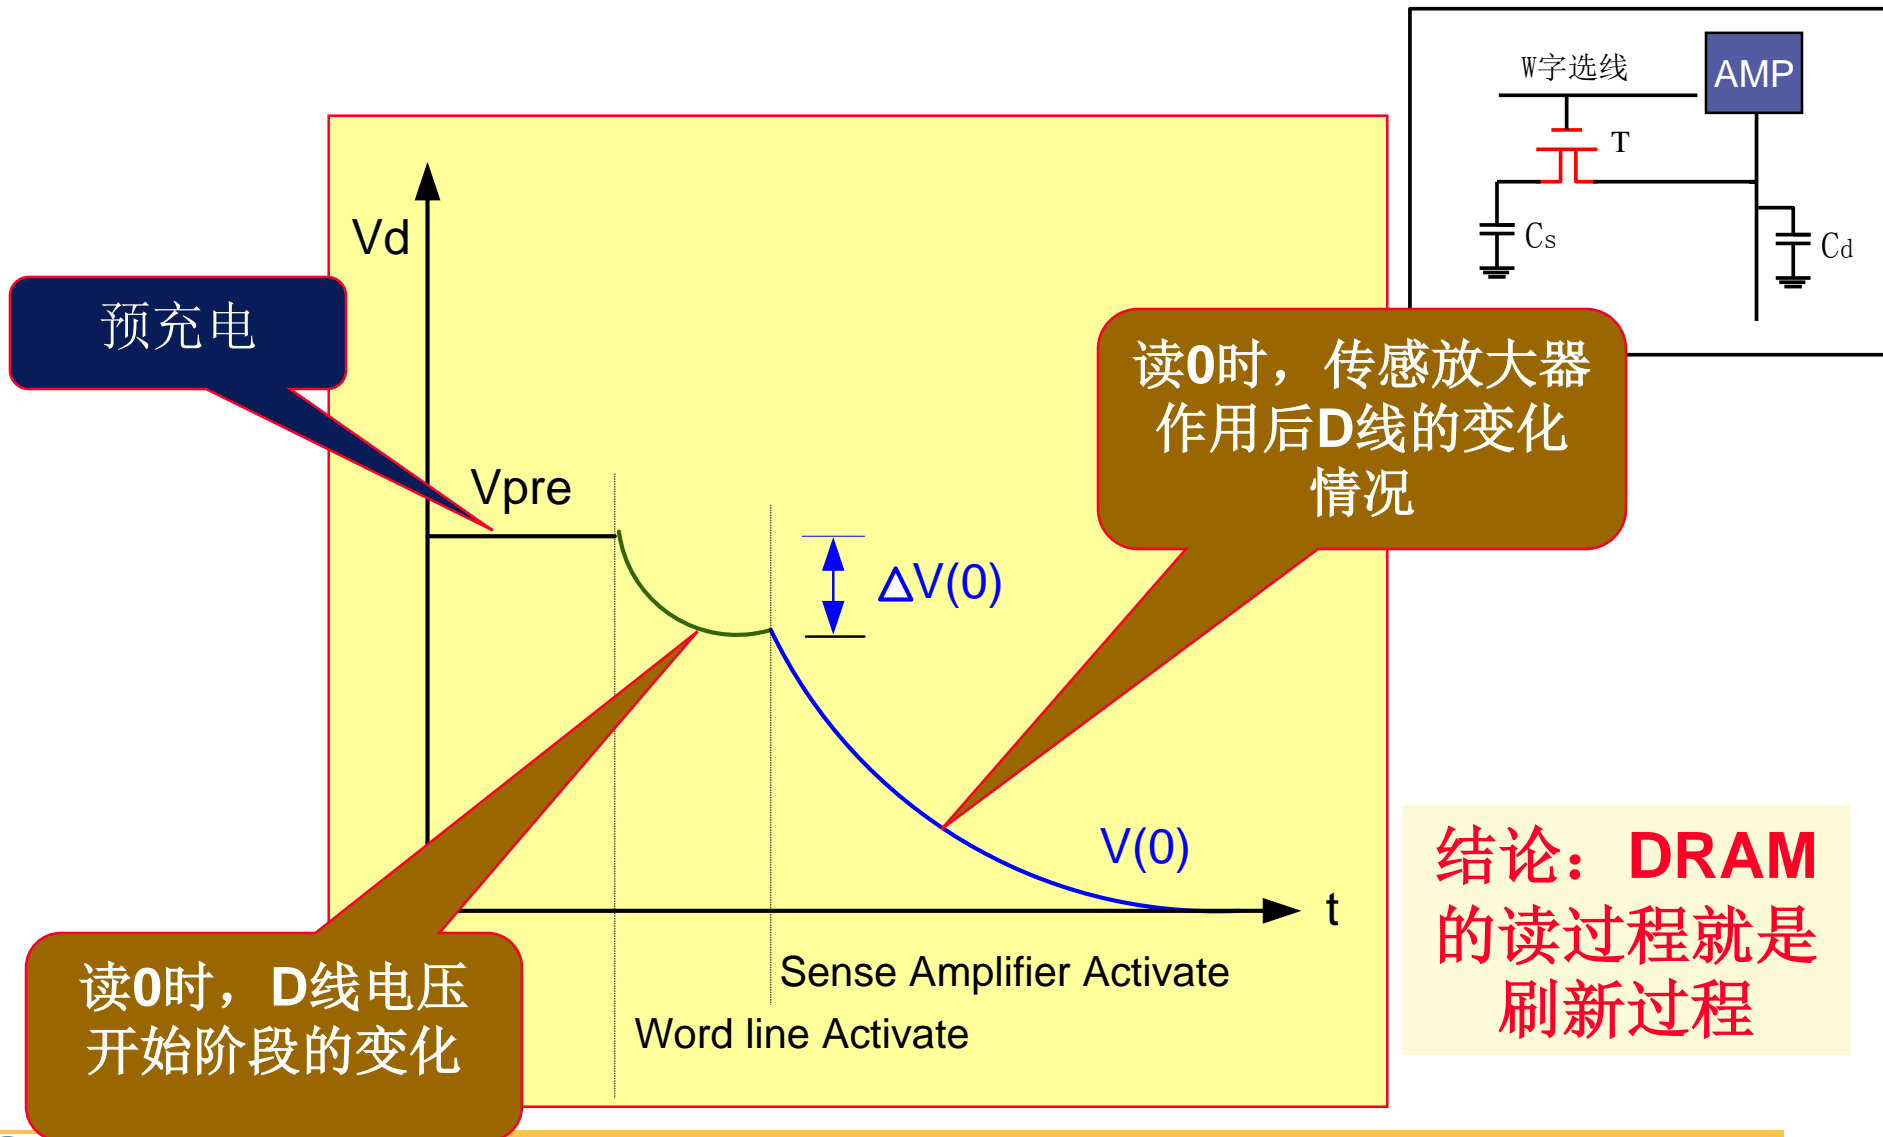 W字选线
AMP
T
Cs
Cd
Vd
预充电
Vpre
读0时，传感放大器
作用后D线的变化
情况
ΔV(0)
V(0)
t
结论：DRAM
的读过程就是
刷新过程
读0时，D线电压
开始阶段的变化
Sense Amplifier Activate
Word line Activate